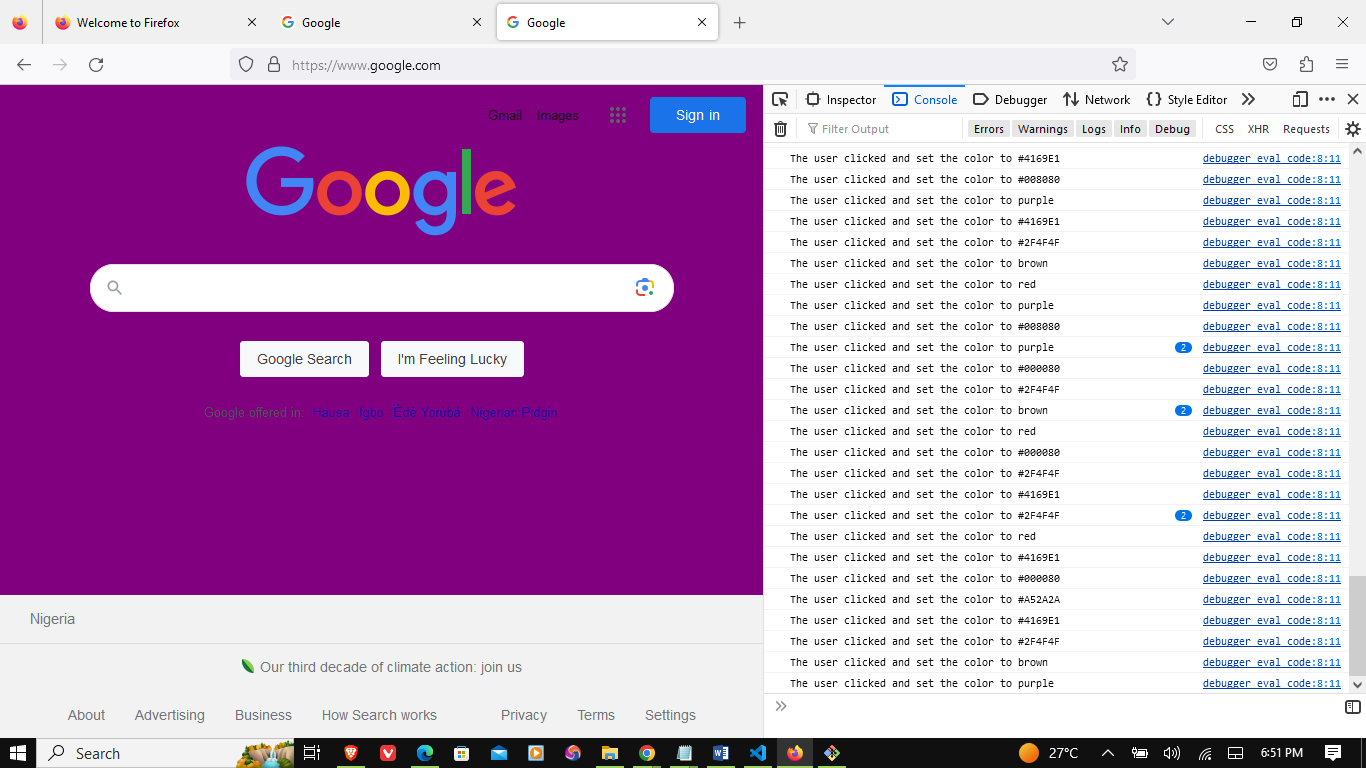 Welcome to Firefox
Google
Google
https://www.google.com
Gmail Images Sign in
Google
Google Search I'm Feeling Lucky
Google offered in: Hausa Igbo Ede Yorùbá Nigerian Pidgin
Nigeria
Our third decade of climate action: join us
About Advertising Business How Search works Privacy Terms Settings
Inspector Console Debugger Network Style Editor
Filter Output Errors Warnings Logs Info Debug CSS XHR Requests
The user clicked and set the color to #4169E1 debugger eval code:8:11
The user clicked and set the color to #008080 debugger eval code:8:11
The user clicked and set the color to purple debugger eval code:8:11
The user clicked and set the color to #4169E1 debugger eval code:8:11
The user clicked and set the color to #2F4F4F debugger eval code:8:11
The user clicked and set the color to brown debugger eval code:8:11
The user clicked and set the color to red debugger eval code:8:11
The user clicked and set the color to purple debugger eval code:8:11
The user clicked and set the color to #008080 debugger eval code:8:11
The user clicked and set the color to purple 2 debugger eval code:8:11
The user clicked and set the color to #000080 debugger eval code:8:11
The user clicked and set the color to #2F4F4F debugger eval code:8:11
The user clicked and set the color to brown 2 debugger eval code:8:11
The user clicked and set the color to red debugger eval code:8:11
The user clicked and set the color to #000080 debugger eval code:8:11
The user clicked and set the color to #2F4F4F debugger eval code:8:11
The user clicked and set the color to #4169E1 debugger eval code:8:11
The user clicked and set the color to #2F4F4F 2 debugger eval code:8:11
The user clicked and set the color to red debugger eval code:8:11
The user clicked and set the color to #4169E1 debugger eval code:8:11
The user clicked and set the color to #000080 debugger eval code:8:11
The user clicked and set the color to #A52A2A debugger eval code:8:11
The user clicked and set the color to #4169E1 debugger eval code:8:11
The user clicked and set the color to #2F4F4F debugger eval code:8:11
The user clicked and set the color to brown debugger eval code:8:11
The user clicked and set the color to purple debugger eval code:8:11
Search 27°C 6:51 PM